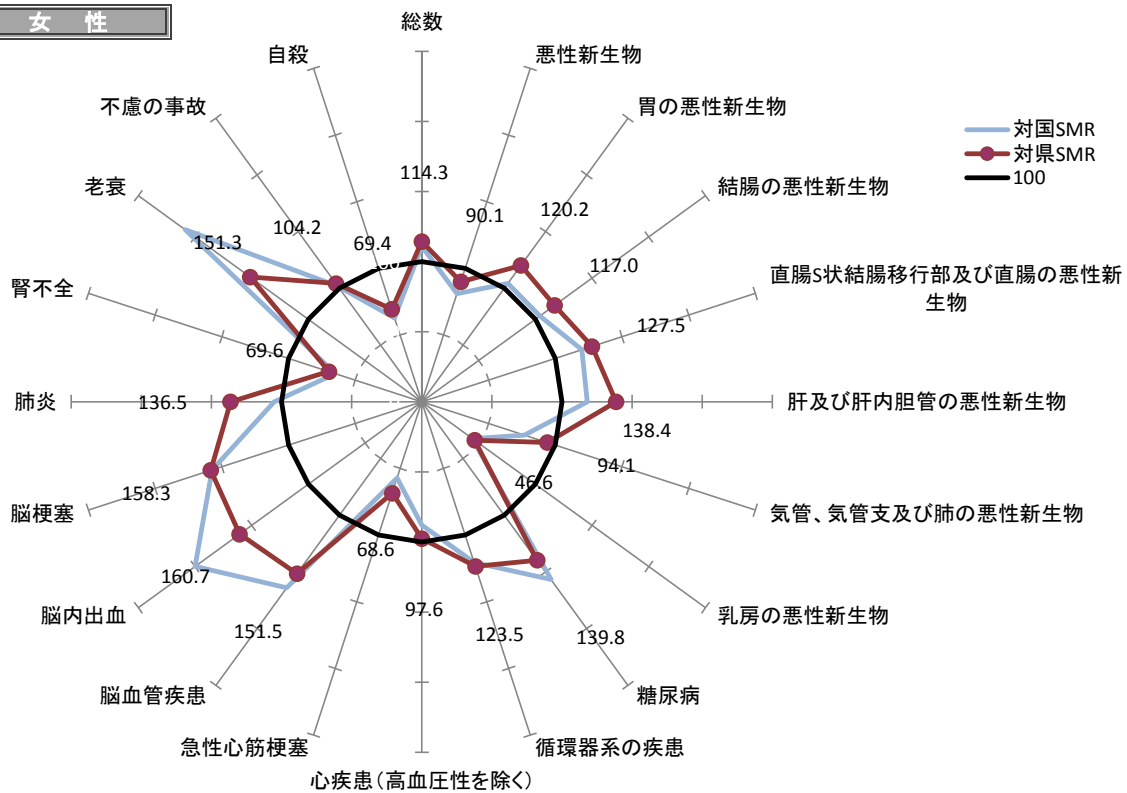 女 性
総数
悪性新生物
胃の悪性新生物
結腸の悪性新生物
直腸S状結腸移行部及び直腸の悪性新
生物
肝及び肝内胆管の悪性新生物
気管、気管支及び肺の悪性新生物
乳房の悪性新生物
糖尿病
循環器系の疾患
心疾患(高血圧性を除く)
急性心筋梗塞
脳血管疾患
脳内出血
脳梗塞
肺炎
腎不全
老衰
不慮の事故
自殺
114.3
90.1
120.2
117.0
127.5
138.4
94.1
46.6
139.8
123.5
97.6
68.6
151.5
160.7
158.3
136.5
69.6
151.3
104.2
69.4
対国SMR
対県SMR
100